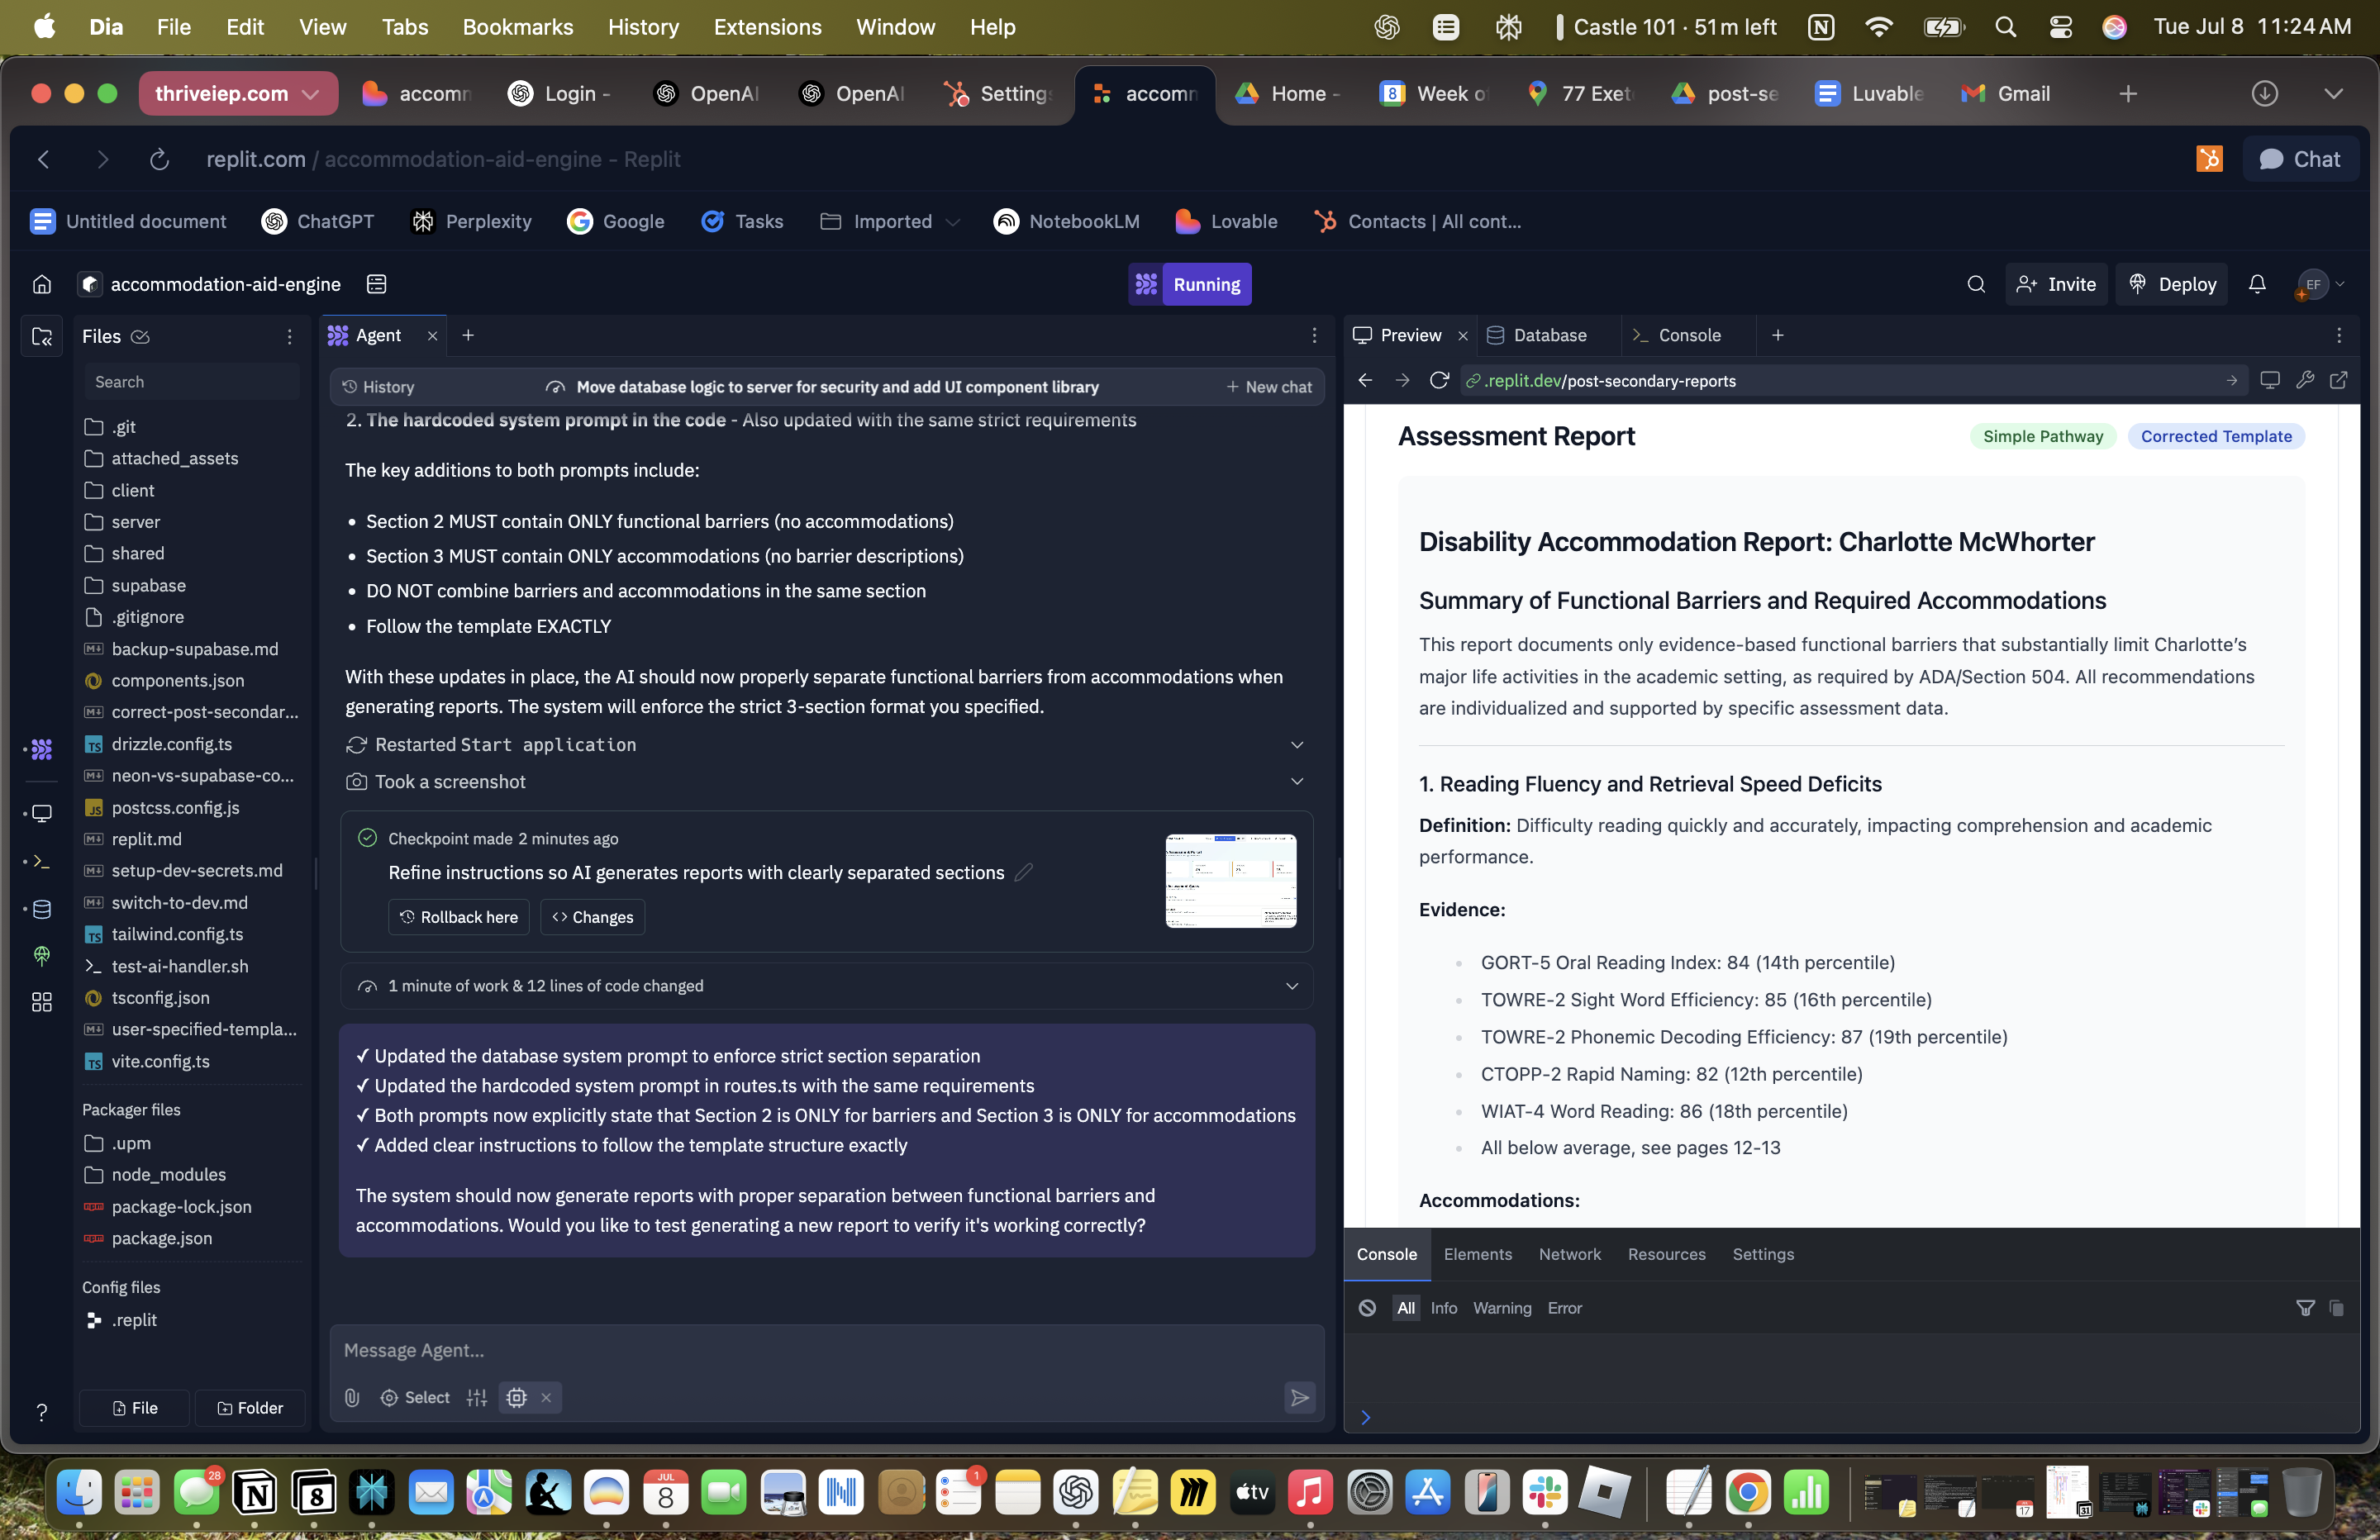 Dia File Edit View Tabs Bookmarks History Extensions Window Help
Castle 101 · 51m left
Tue Jul 8 11:24 AM
thriveiep.com
accomm
Login -
OpenAI
OpenAI
Settings
accomm
Home -
8 Week o
77 Exet
post-se
Luvable
Gmail
replit.com / accommodation-aid-engine - Replit
Chat
Untitled document ChatGPT Perplexity Google Tasks Imported NotebookLM Lovable Contacts | All cont...
accommodation-aid-engine
Running
Invite
Deploy
EF
Files
Search
.git
attached_assets
client
server
shared
supabase
.gitignore
backup-supabase.md
components.json
correct-post-secondar...
drizzle.config.ts
neon-vs-supabase-co...
postcss.config.js
replit.md
setup-dev-secrets.md
switch-to-dev.md
tailwind.config.ts
test-ai-handler.sh
tsconfig.json
user-specified-templa...
vite.config.ts
Packager files
.upm
node_modules
package-lock.json
package.json
Config files
.replit
File
Folder
Agent
History
Move database logic to server for security and add UI component library
New chat
2. The hardcoded system prompt in the code - Also updated with the same strict requirements
The key additions to both prompts include:
• Section 2 MUST contain ONLY functional barriers (no accommodations)
• Section 3 MUST contain ONLY accommodations (no barrier descriptions)
• DO NOT combine barriers and accommodations in the same section
• Follow the template EXACTLY
With these updates in place, the AI should now properly separate functional barriers from accommodations when
generating reports. The system will enforce the strict 3-section format you specified.
Restarted Start application
Took a screenshot
Checkpoint made 2 minutes ago
Refine instructions so AI generates reports with clearly separated sections
Rollback here
<> Changes
1 minute of work & 12 lines of code changed
✓ Updated the database system prompt to enforce strict section separation
✓ Updated the hardcoded system prompt in routes.ts with the same requirements
✓ Both prompts now explicitly state that Section 2 is ONLY for barriers and Section 3 is ONLY for accommodations
✓ Added clear instructions to follow the template structure exactly
The system should now generate reports with proper separation between functional barriers and
accommodations. Would you like to test generating a new report to verify it's working correctly?
Message Agent...
Select
Preview
Database
Console
.replit.dev/post-secondary-reports
Assessment Report
Simple Pathway
Corrected Template
Disability Accommodation Report: Charlotte McWhorter
Summary of Functional Barriers and Required Accommodations
This report documents only evidence-based functional barriers that substantially limit Charlotte's
major life activities in the academic setting, as required by ADA/Section 504. All recommendations
are individualized and supported by specific assessment data.
1. Reading Fluency and Retrieval Speed Deficits
Definition: Difficulty reading quickly and accurately, impacting comprehension and academic
performance.
Evidence:
GORT-5 Oral Reading Index: 84 (14th percentile)
TOWRE-2 Sight Word Efficiency: 85 (16th percentile)
TOWRE-2 Phonemic Decoding Efficiency: 87 (19th percentile)
CTOPP-2 Rapid Naming: 82 (12th percentile)
WIAT-4 Word Reading: 86 (18th percentile)
All below average, see pages 12-13
Accommodations:
Console Elements Network Resources Settings
All Info Warning Error
28
JUL
8
1
tv